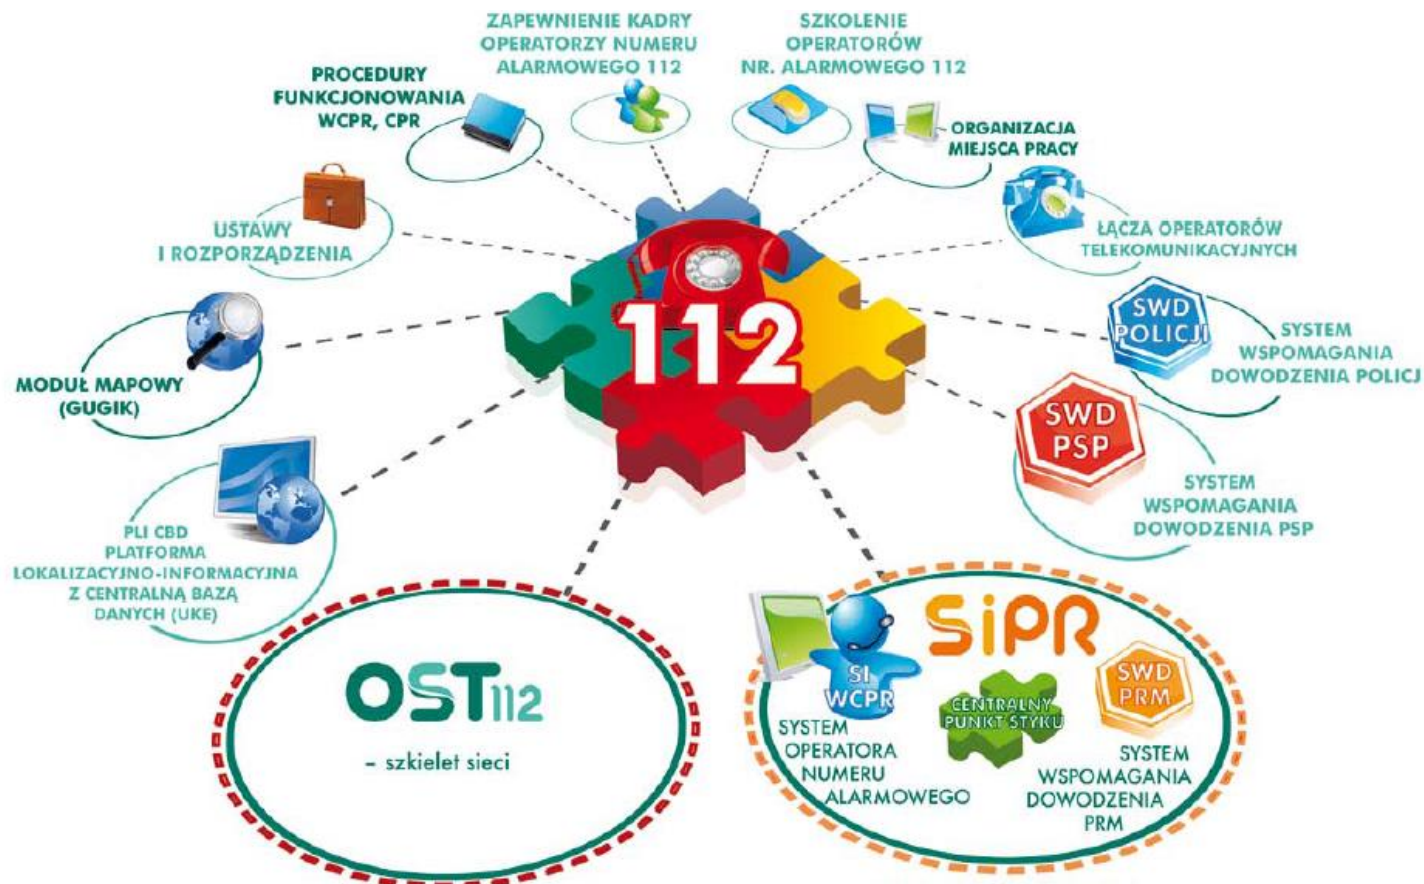 ZAPEWNIENIE KADRY
OPERATORZY NUMERU
ALARMOWEGO 112
SZKOLENIE
OPERATORÓW
NR. ALARMOWEGO 112
PROCEDURY
FUNKCJONOWANIA
WCPR, CPR
ORGANIZACJA
MIEJSCA PRACY
USTAWY
I ROZPORZĄDZENIA
ŁĄCZA OPERATORÓW
TELEKOMUNIKACYJNYCH
112
MODUŁ MAPOWY
(GUGIK)
SWD
POLICJI
SYSTEM
WSPOMAGANIA
DOWODZENIA POLICJ
SWD
PSP
SYSTEM
WSPOMAGANIA
DOWODZENIA PSP
PLI CBD
PLATFORMA
LOKALIZACYJNO-INFORMACYJNA
Z CENTRALNĄ BAZĄ
DANYCH (UKE)
OST112
– szkielet sieci
SiPR
SI
WCPR
SYSTEM
OPERATORA
NUMERU
ALARMOWEGO
CENTRALNY
PUNKT STYKU
SWD
PRM
SYSTEM
WSPOMAGANIA
DOWODZENIA
PRM